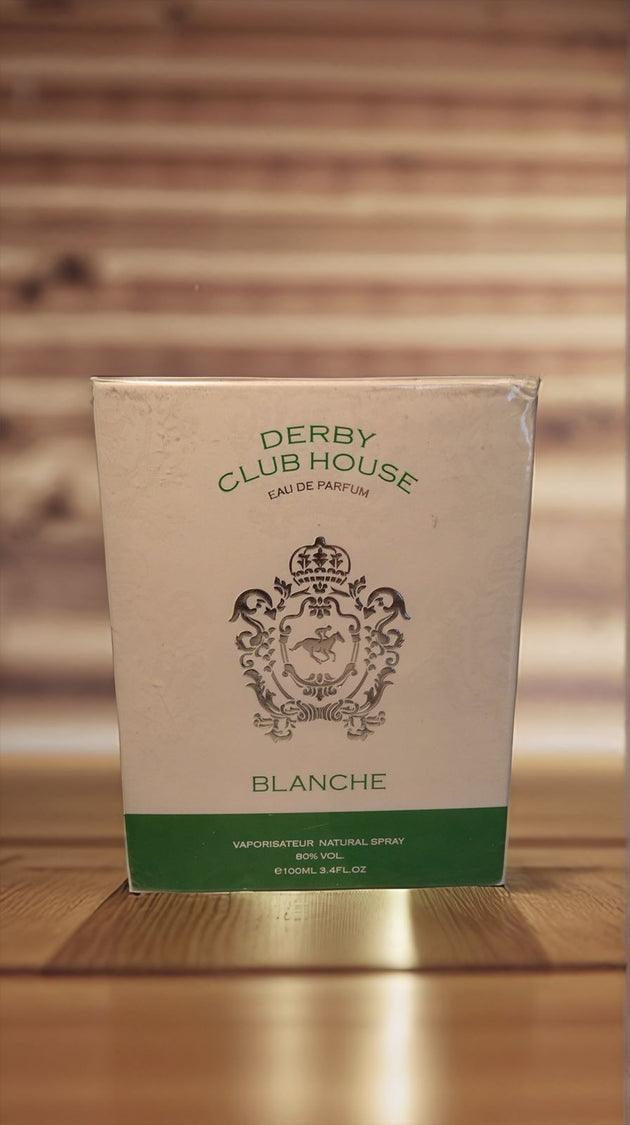 DERBY
CLUB HOUSE
EAU DE PARFUM
BLANCHE
VAPORISATEUR NATURAL SPRAY
80% VOL.
℮100ML 3.4FL.OZ